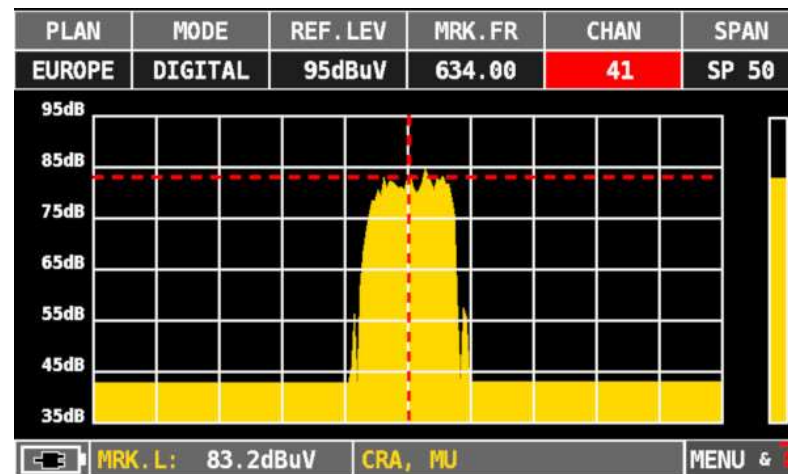 PLAN MODE REF.LEV MRK.FR CHAN SPAN
EUROPE DIGITAL 95dBuV 634.00 41 SP 50
95dB
85dB
75dB
65dB
55dB
45dB
35dB
MRK.L: 83.2dBuV CRA, MU MENU &